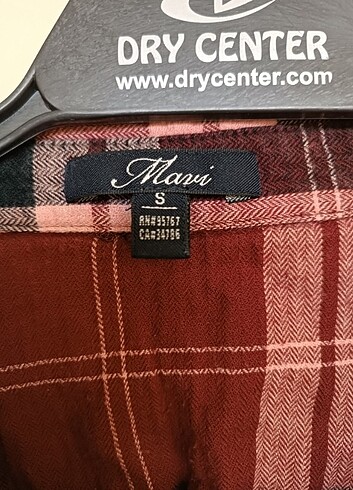 DRY CENTER
www.drycenter.com
Mavi
S
RN#95767
CA#34786